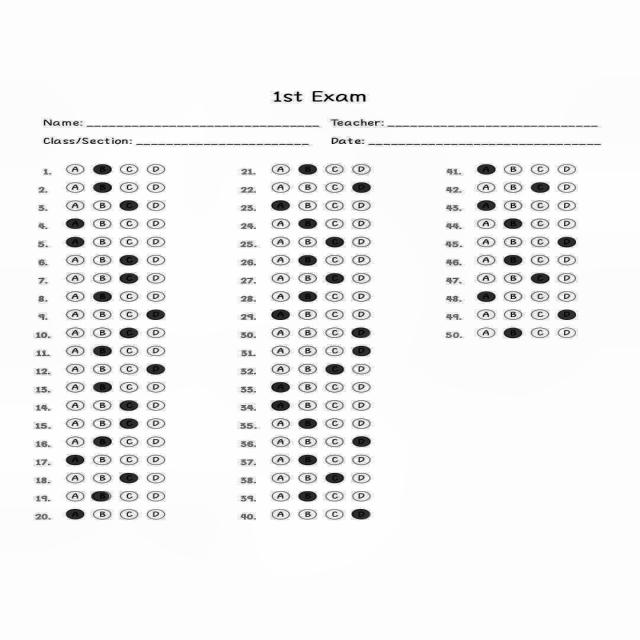 1st Exam
Name: ______________________________ Teacher: ___________________________
Class/Section: ______________________ Date: ______________________________
1. A B C D
2. A B C D
3. A B C D
4. A B C D
5. A B C D
6. A B C D
7. A B C D
8. A B C D
9. A B C D
10. A B C D
11. A B C D
12. A B C D
13. A B C D
14. A B C D
15. A B C D
16. A B C D
17. A B C D
18. A B C D
19. A B C D
20. A B C D
21. A B C D
22. A B C D
23. A B C D
24. A B C D
25. A B C D
26. A B C D
27. A B C D
28. A B C D
29. A B C D
30. A B C D
31. A B C D
32. A B C D
33. A B C D
34. A B C D
35. A B C D
36. A B C D
37. A B C D
38. A B C D
39. A B C D
40. A B C D
41. A B C D
42. A B C D
43. A B C D
44. A B C D
45. A B C D
46. A B C D
47. A B C D
48. A B C D
49. A B C D
50. A B C D